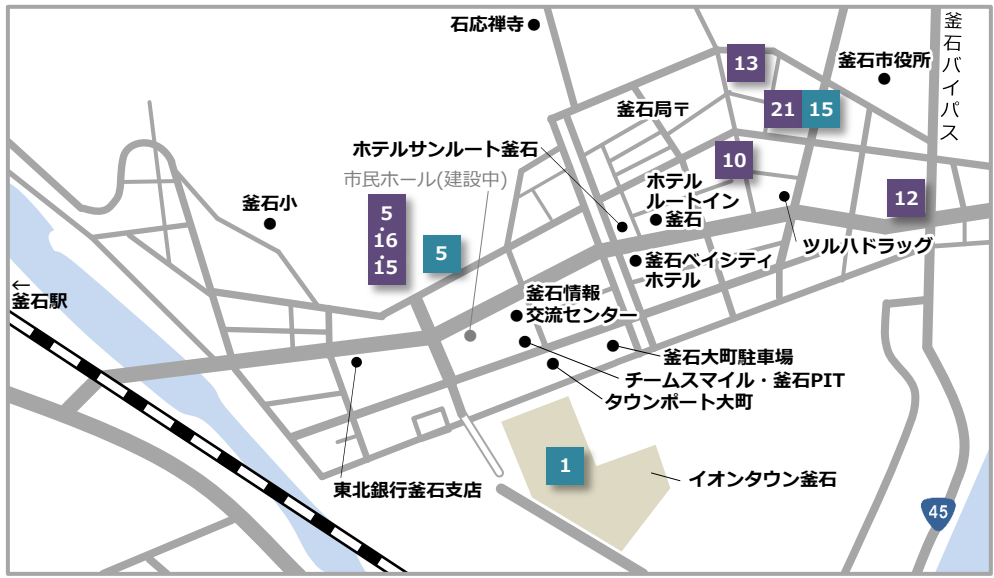 石応禅寺
釜石バイパス
13
釜石市役所
21 15
釜石局〒
ホテルサンルート釜石
10
市民ホール(建設中)
ホテル
ルートイン
釜石
12
釜石小
5
・
16
・
15
5
ツルハドラッグ
釜石ベイシティ
ホテル
←
釜石駅
釜石情報
交流センター
釜石大町駐車場
チームスマイル・釜石PIT
タウンポート大町
1
イオンタウン釜石
東北銀行釜石支店
45